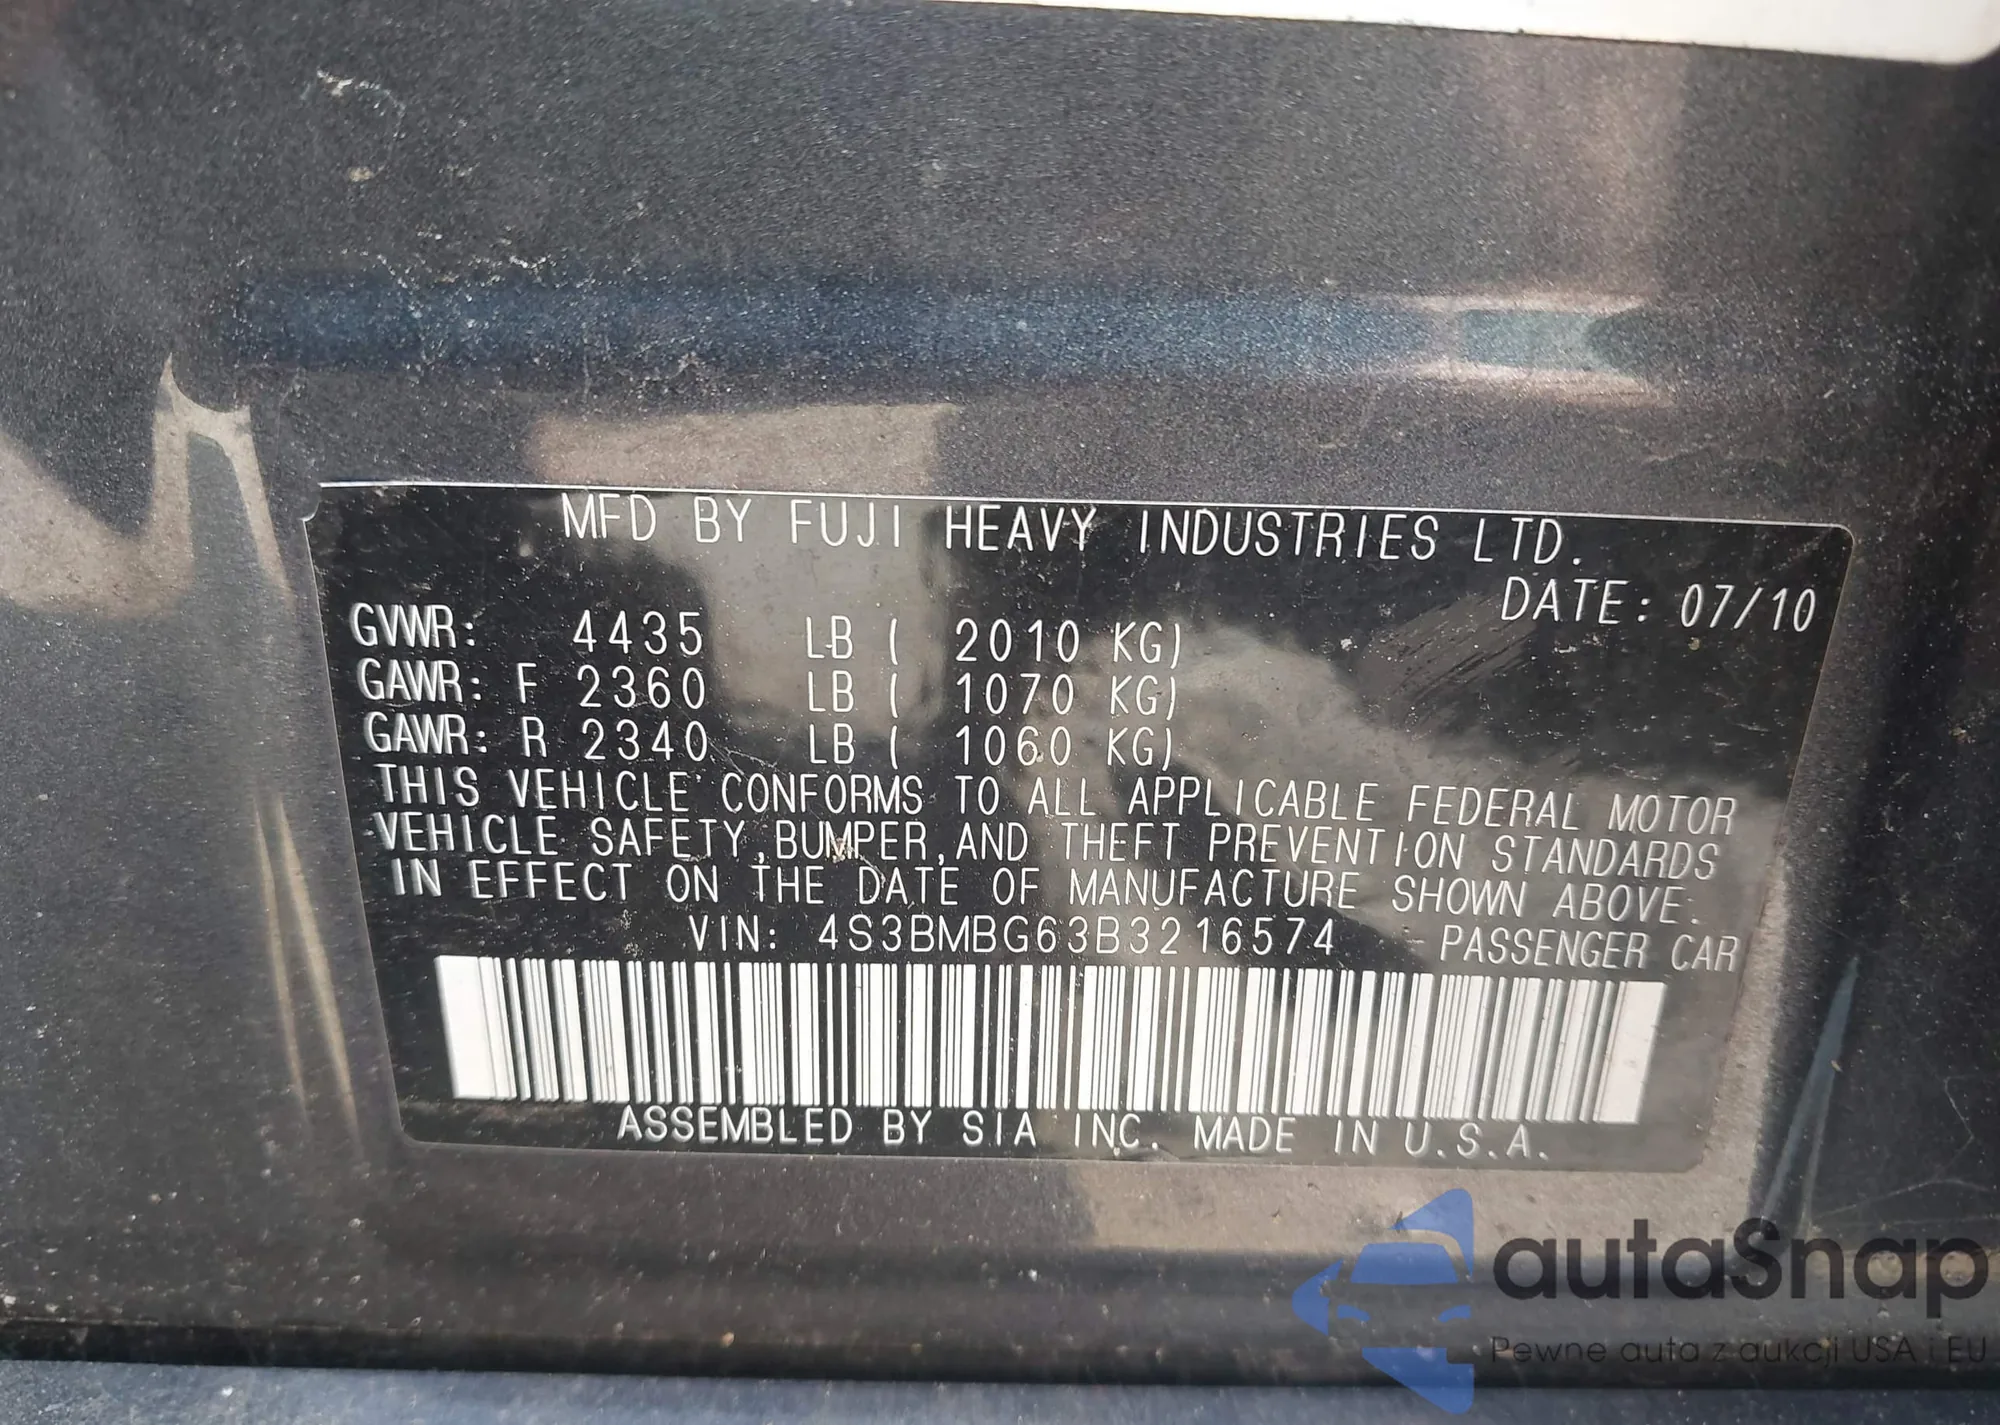 MFD BY FUJI HEAVY INDUSTRIES LTD.
DATE: 07/10
GVWR: 4435 LB ( 2010 KG)
GAWR: F 2360 LB ( 1070 KG)
GAWR: R 2340 LB ( 1060 KG)
THIS VEHICLE CONFORMS TO ALL APPLICABLE FEDERAL MOTOR
VEHICLE SAFETY, BUMPER, AND THEFT PREVENTION STANDARDS
IN EFFECT ON THE DATE OF MANUFACTURE SHOWN ABOVE.
VIN: 4S3BMBG63B3216574 PASSENGER CAR
ASSEMBLED BY SIA INC. MADE IN U.S.A.
autaSnap
Pewne auta z aukcji USA i EU